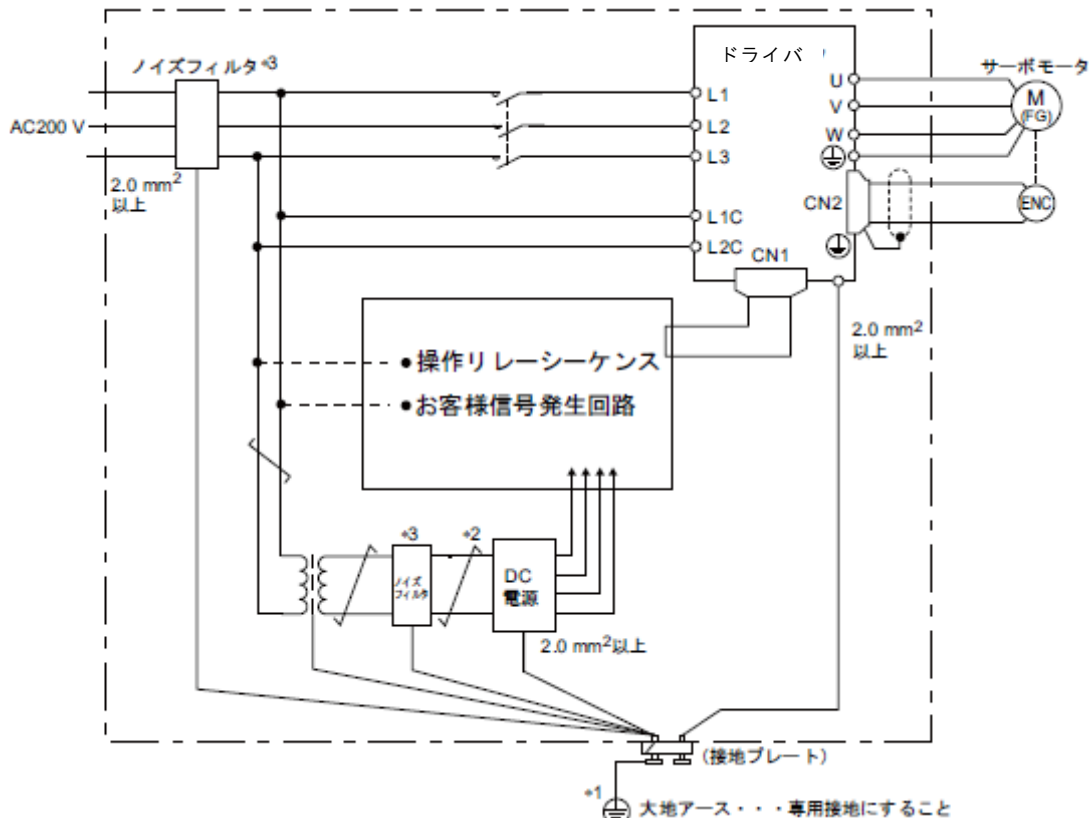 ノイズフィルタ*3
ドライバ
サーボモータ
AC200 V
L1
L2
L3
L1C
L2C
U
V
W
M
(FG)
CN2
ENC
CN1
2.0 mm²
以上
2.0 mm²
以上
●操作リレーシーケンス
●お客様信号発生回路
*3
*2
ノイズ
フィルタ
DC
電源
2.0 mm²以上
(接地プレート)
*1
大地アース・・・専用接地にすること